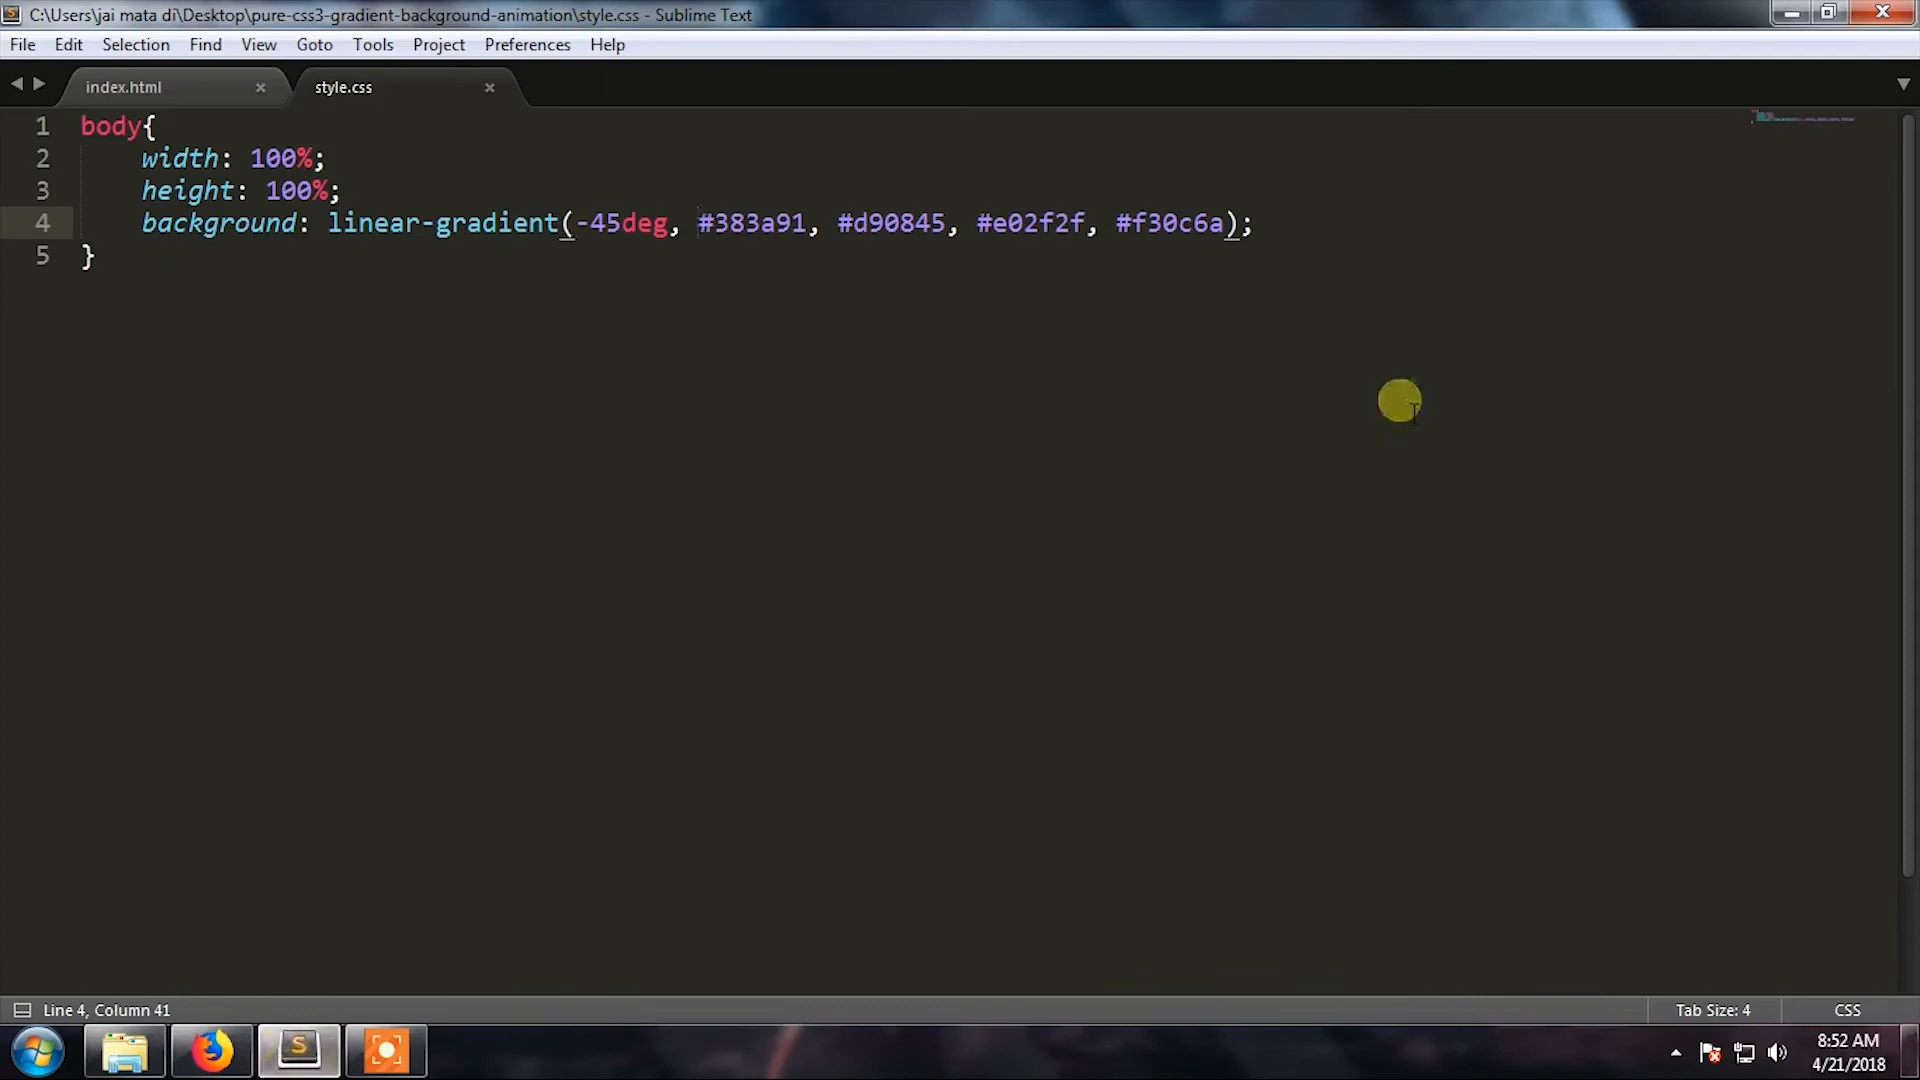 C:\Users\jai mata di\Desktop\pure-css3-gradient-background-animation\style.css - Sublime Text
File Edit Selection Find View Goto Tools Project Preferences Help
index.html × style.css ×
1 body{
2     width: 100%;
3     height: 100%;
4     background: linear-gradient(-45deg, #383a91, #d90845, #e02f2f, #f30c6a);
5 }
Line 4, Column 41 Tab Size: 4 CSS
8:52 AM
4/21/2018